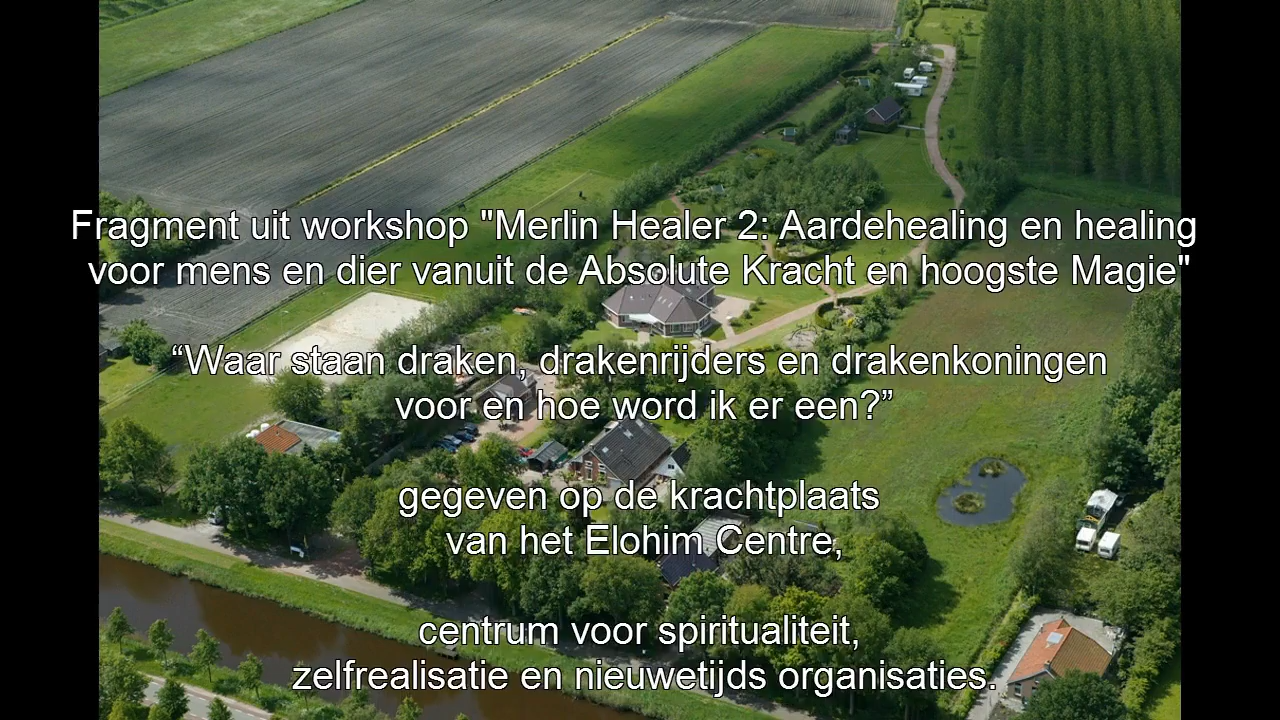 Fragment uit workshop "Merlin Healer 2: Aardehealing en healing
voor mens en dier vanuit de Absolute Kracht en hoogste Magie"
“Waar staan draken, drakenrijders en drakenkoningen
voor en hoe word ik er een?”
gegeven op de krachtplaats
van het Elohim Centre,
centrum voor spiritualiteit,
zelfrealisatie en nieuwetijds organisaties.